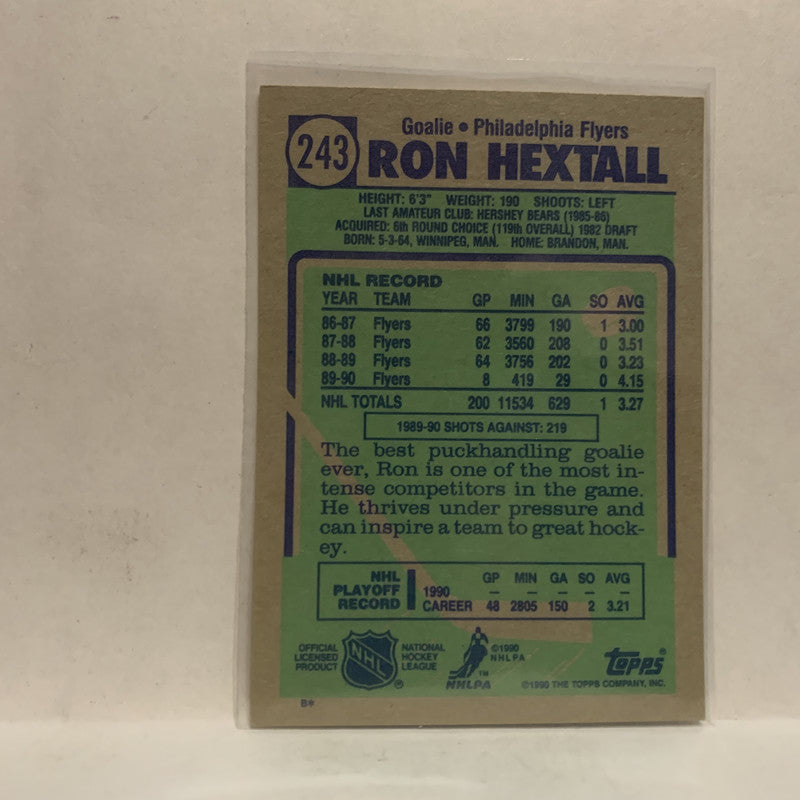 243
Goalie • Philadelphia Flyers
RON HEXTALL
HEIGHT: 6'3" WEIGHT: 190 SHOOTS: LEFT
LAST AMATEUR CLUB: HERSHEY BEARS (1985-86)
ACQUIRED: 6th ROUND CHOICE (119th OVERALL) 1982 DRAFT
BORN: 5-3-64, WINNIPEG, MAN. HOME: BRANDON, MAN.
NHL RECORD
YEAR TEAM GP MIN GA SO AVG
86-87 Flyers 66 3799 190 1 3.00
87-88 Flyers 62 3560 208 0 3.51
88-89 Flyers 64 3756 202 0 3.23
89-90 Flyers 8 419 29 0 4.15
NHL TOTALS 200 11534 629 1 3.27
1989-90 SHOTS AGAINST: 219
The best puckhandling goalie
ever, Ron is one of the most in-
tense competitors in the game.
He thrives under pressure and
can inspire a team to great hock-
ey.
NHL PLAYOFF RECORD
GP MIN GA SO AVG
1990 – – – – –
CAREER 48 2805 150 2 3.21
OFFICIAL
LICENSED
PRODUCT
NHL
®
NATIONAL
HOCKEY
LEAGUE
©1990
NHLPA
™
NHLPA
TOPPS®
©1990 THE TOPPS COMPANY, INC.
B*